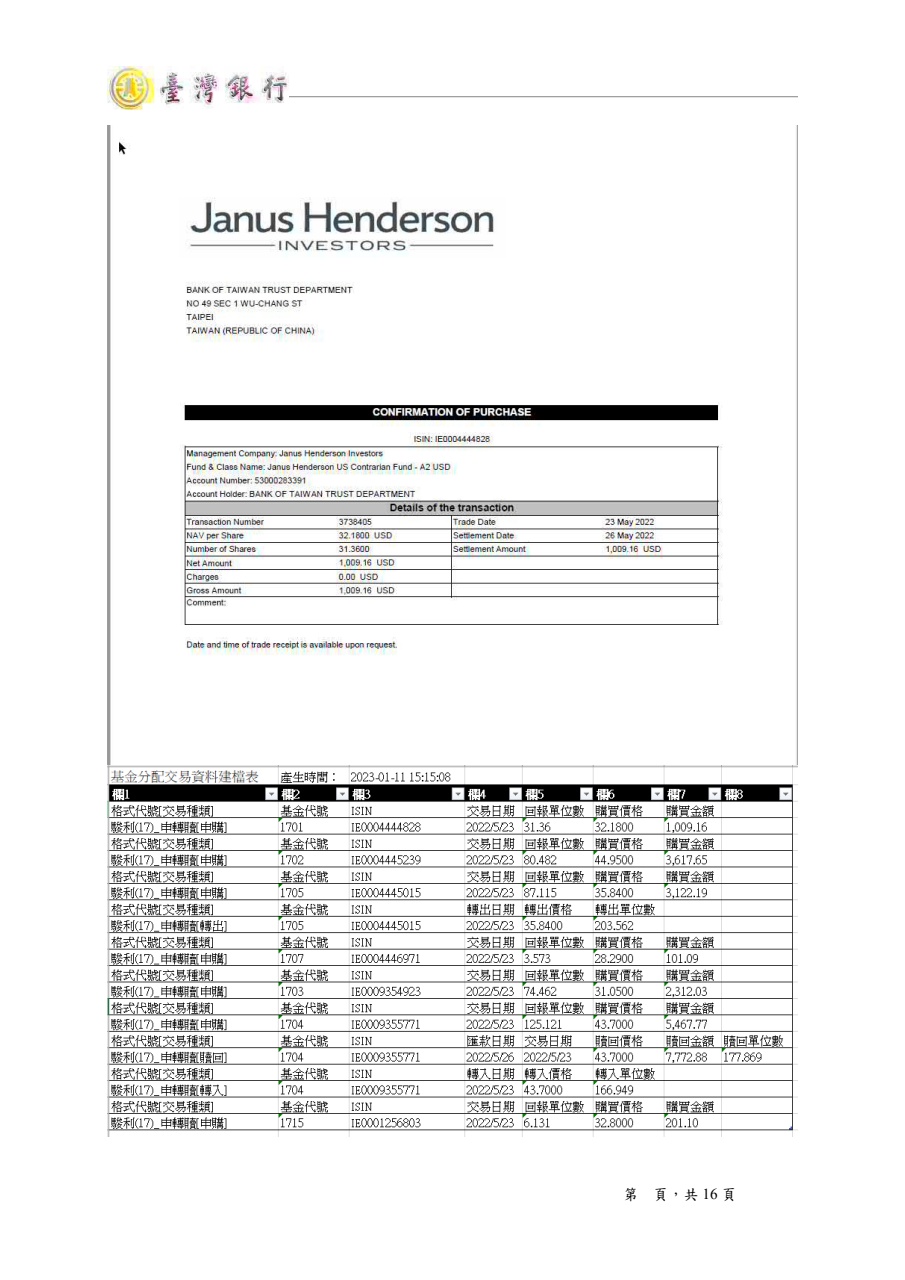 臺灣銀行
Janus Henderson
INVESTORS
BANK OF TAIWAN TRUST DEPARTMENT
NO 49 SEC 1 WU-CHANG ST
TAIPEI
TAIWAN (REPUBLIC OF CHINA)
CONFIRMATION OF PURCHASE
ISIN: IE0004444828
Management Company: Janus Henderson Investors
Fund & Class Name: Janus Henderson US Contrarian Fund - A2 USD
Account Number: 53000283391
Account Holder: BANK OF TAIWAN TRUST DEPARTMENT
Details of the transaction
Transaction Number 3738405 Trade Date 23 May 2022
NAV per Share 32.1800 USD Settlement Date 26 May 2022
Number of Shares 31.3600 Settlement Amount 1,009.16 USD
Net Amount 1,009.16 USD
Charges 0.00 USD
Gross Amount 1,009.16 USD
Comment:
Date and time of trade receipt is available upon request.
基金分配交易資料建檔表 產生時間： 2023-01-11 15:15:08
欄1 欄2 欄3 欄4 欄5 欄6 欄7 欄8
格式代號[交易種類] 基金代號 ISIN 交易日期 回報單位數 購買價格 購買金額
駿利(17)_申轉贖[申購] 1701 IE0004444828 2022/5/23 31.36 32.1800 1,009.16
格式代號[交易種類] 基金代號 ISIN 交易日期 回報單位數 購買價格 購買金額
駿利(17)_申轉贖[申購] 1702 IE0004445239 2022/5/23 80.482 44.9500 3,617.65
格式代號[交易種類] 基金代號 ISIN 交易日期 回報單位數 購買價格 購買金額
駿利(17)_申轉贖[申購] 1705 IE0004445015 2022/5/23 87.115 35.8400 3,122.19
格式代號[交易種類] 基金代號 ISIN 轉出日期 轉出價格 轉出單位數
駿利(17)_申轉贖[轉出] 1705 IE0004445015 2022/5/23 35.8400 203.562
格式代號[交易種類] 基金代號 ISIN 交易日期 回報單位數 購買價格 購買金額
駿利(17)_申轉贖[申購] 1707 IE0004446971 2022/5/23 3.573 28.2900 101.09
格式代號[交易種類] 基金代號 ISIN 交易日期 回報單位數 購買價格 購買金額
駿利(17)_申轉贖[申購] 1703 IE0009354923 2022/5/23 74.462 31.0500 2,312.03
格式代號[交易種類] 基金代號 ISIN 交易日期 回報單位數 購買價格 購買金額
駿利(17)_申轉贖[申購] 1704 IE0009355771 2022/5/23 125.121 43.7000 5,467.77
格式代號[交易種類] 基金代號 ISIN 匯款日期 交易日期 贖回價格 贖回金額 贖回單位數
駿利(17)_申轉贖[贖回] 1704 IE0009355771 2022/5/26 2022/5/23 43.7000 7,772.88 177.869
格式代號[交易種類] 基金代號 ISIN 轉入日期 轉入價格 轉入單位數
駿利(17)_申轉贖[轉入] 1704 IE0009355771 2022/5/23 43.7000 166.949
格式代號[交易種類] 基金代號 ISIN 交易日期 回報單位數 購買價格 購買金額
駿利(17)_申轉贖[申購] 1715 IE0001256803 2022/5/23 6.131 32.8000 201.10
第 頁，共 16 頁